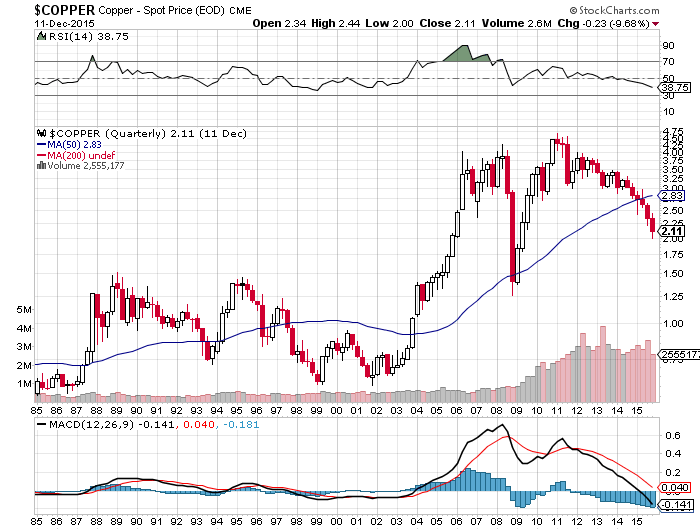 $COPPER Copper - Spot Price (EOD) CME
© StockCharts.com
11-Dec-2015
Open 2.34 High 2.44 Low 2.00 Close 2.11 Volume 2.6M Chg -0.23 (-9.68%)
RSI(14) 38.75
90
70
50
38.75
30
10
$COPPER (Quarterly) 2.11 (11 Dec)
MA(50) 2.83
MA(200) undef
Volume 2,555,177
4.75
4.50
4.25
4.00
3.75
3.50
3.25
3.00
2.83
2.50
2.25
2.11
2.00
1.75
1.50
1.25
1.00
5M
4M
3M
2M
1M
2555177
85 86 87 88 89 90 91 92 93 94 95 96 97 98 99 00 01 02 03 04 05 06 07 08 09 10 11 12 13 14 15
MACD(12,26,9) -0.141, 0.040, -0.181
0.6
0.4
0.2
0.040
-0.141
85 86 87 88 89 90 91 92 93 94 95 96 97 98 99 00 01 02 03 04 05 06 07 08 09 10 11 12 13 14 15